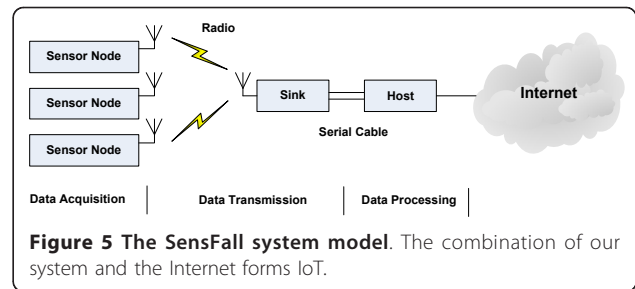 Radio
Sensor Node
Sensor Node
Sensor Node
Sink
Host
Internet
Serial Cable
Data Acquisition
Data Transmission
Data Processing
Figure 5 The SensFall system model. The combination of our
system and the Internet forms IoT.